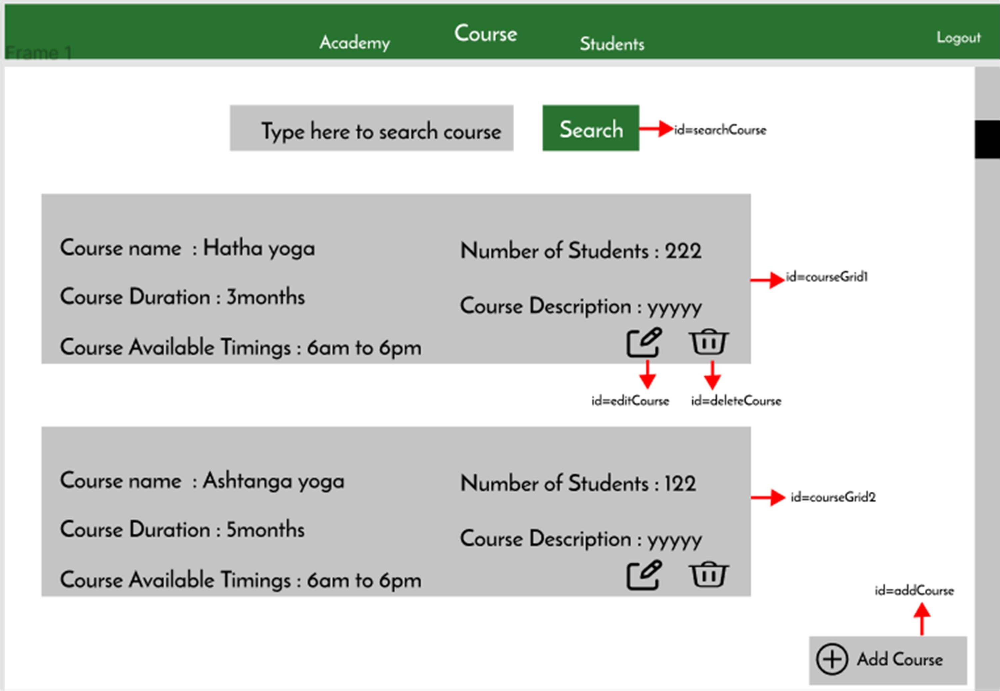 Academy
Course
Students
Logout
Frame 1
Type here to search course
Search
id=searchCourse
Course name : Hatha yoga
Number of Students : 222
id=courseGrid1
Course Duration : 3months
Course Description : yyyyy
Course Available Timings : 6am to 6pm
id=editCourse
id=deleteCourse
Course name : Ashtanga yoga
Number of Students : 122
id=courseGrid2
Course Duration : 5months
Course Description : yyyyy
Course Available Timings : 6am to 6pm
id=addCourse
Add Course